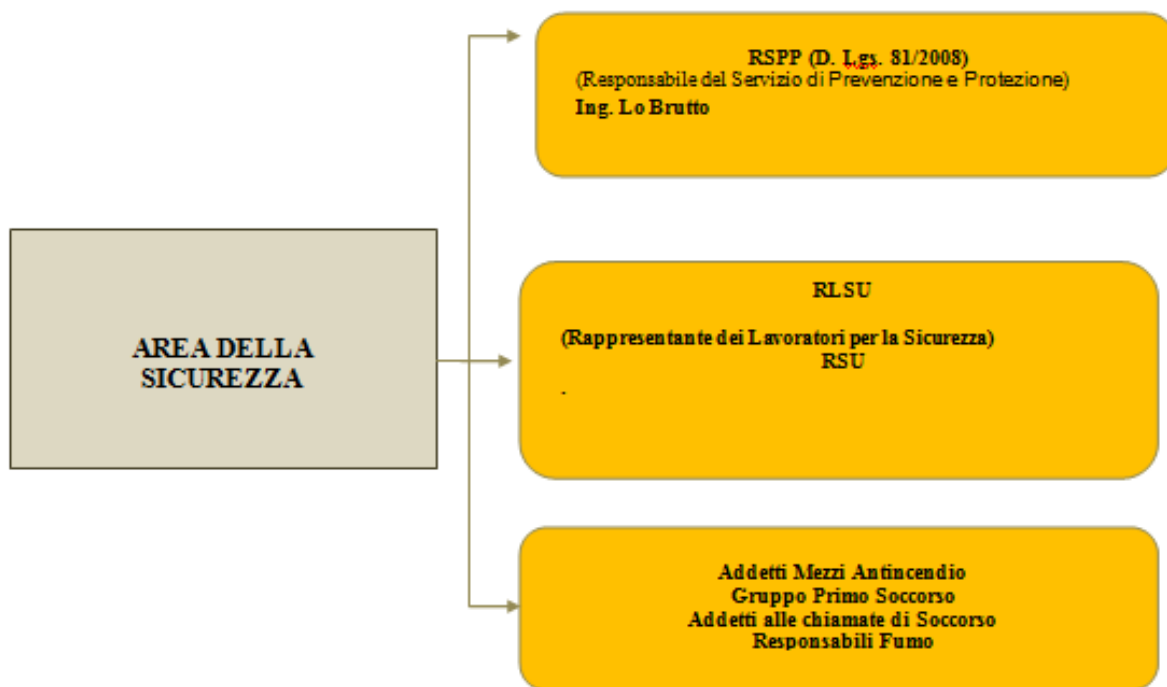 RSPP (D. Lgs. 81/2008)
(Responsabile del Servizio di Prevenzione e Protezione)
Ing. Lo Brutto
AREA DELLA
SICUREZZA
RLSU
(Rappresentante dei Lavoratori per la Sicurezza)
RSU
.
Addetti Mezzi Antincendio
Gruppo Primo Soccorso
Addetti alle chiamate di Soccorso
Responsabili Fumo